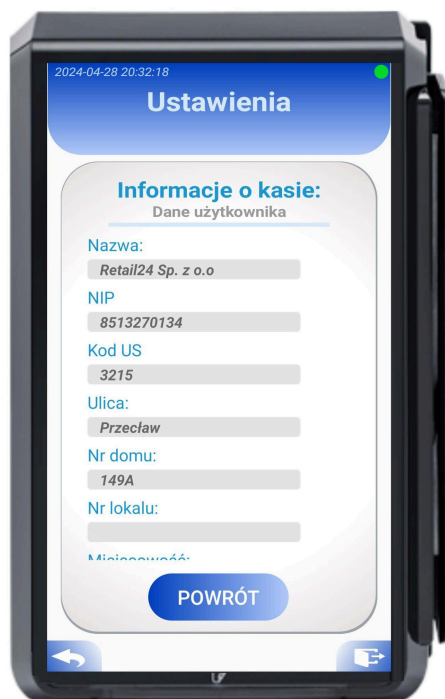 2024-04-28 20:32:18
Ustawienia
Informacje o kasie:
Dane użytkownika
Nazwa:
Retail24 Sp. z o.o
NIP
8513270134
Kod US
3215
Ulica:
Przecław
Nr domu:
149A
Nr lokalu:
Miejscowość:
POWRÓT